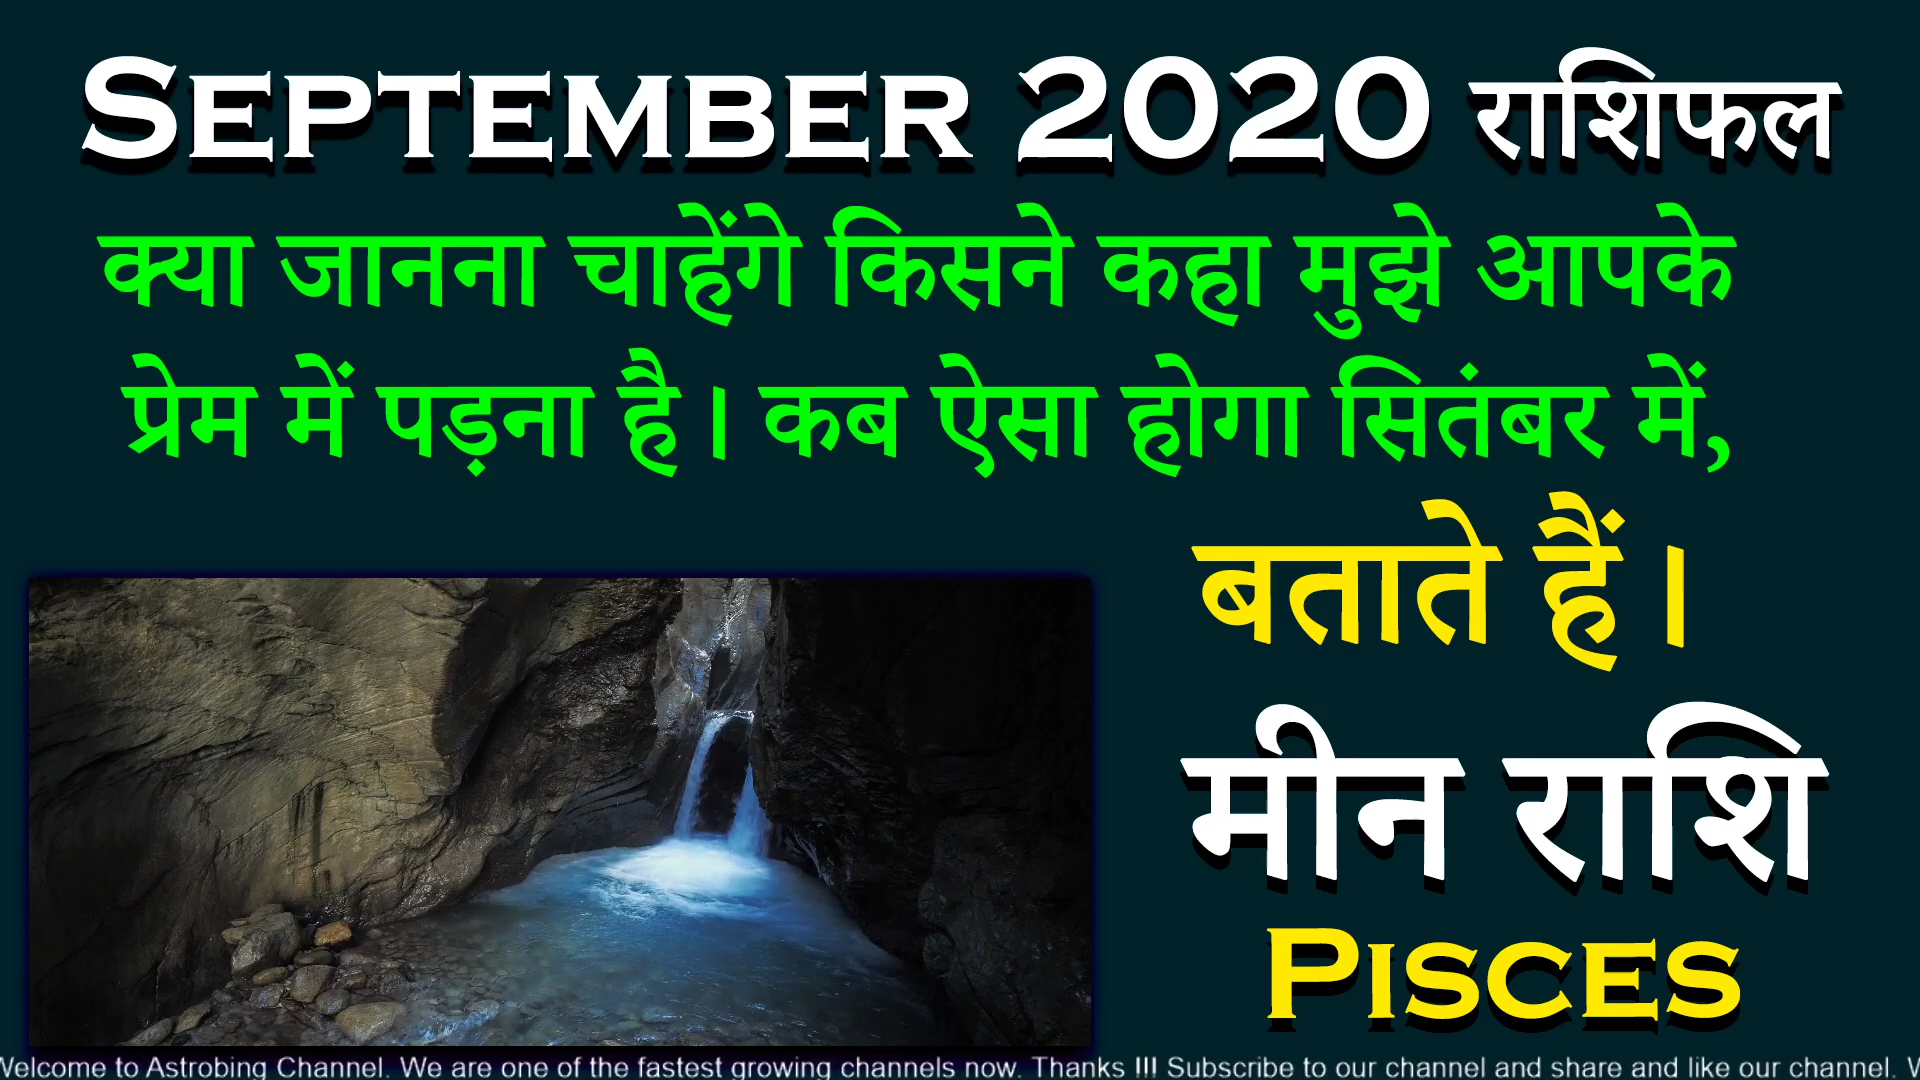 September 2020 राशिफल
क्या जानना चाहेंगे किसने कहा मुझे आपके
प्रेम में पड़ना है। कब ऐसा होगा सितंबर में,
बताते हैं।
मीन राशि
Pisces
Welcome to Astrobing Channel. We are one of the fastest growing channels now. Thanks !!! Subscribe to our channel and share and like our channel. W